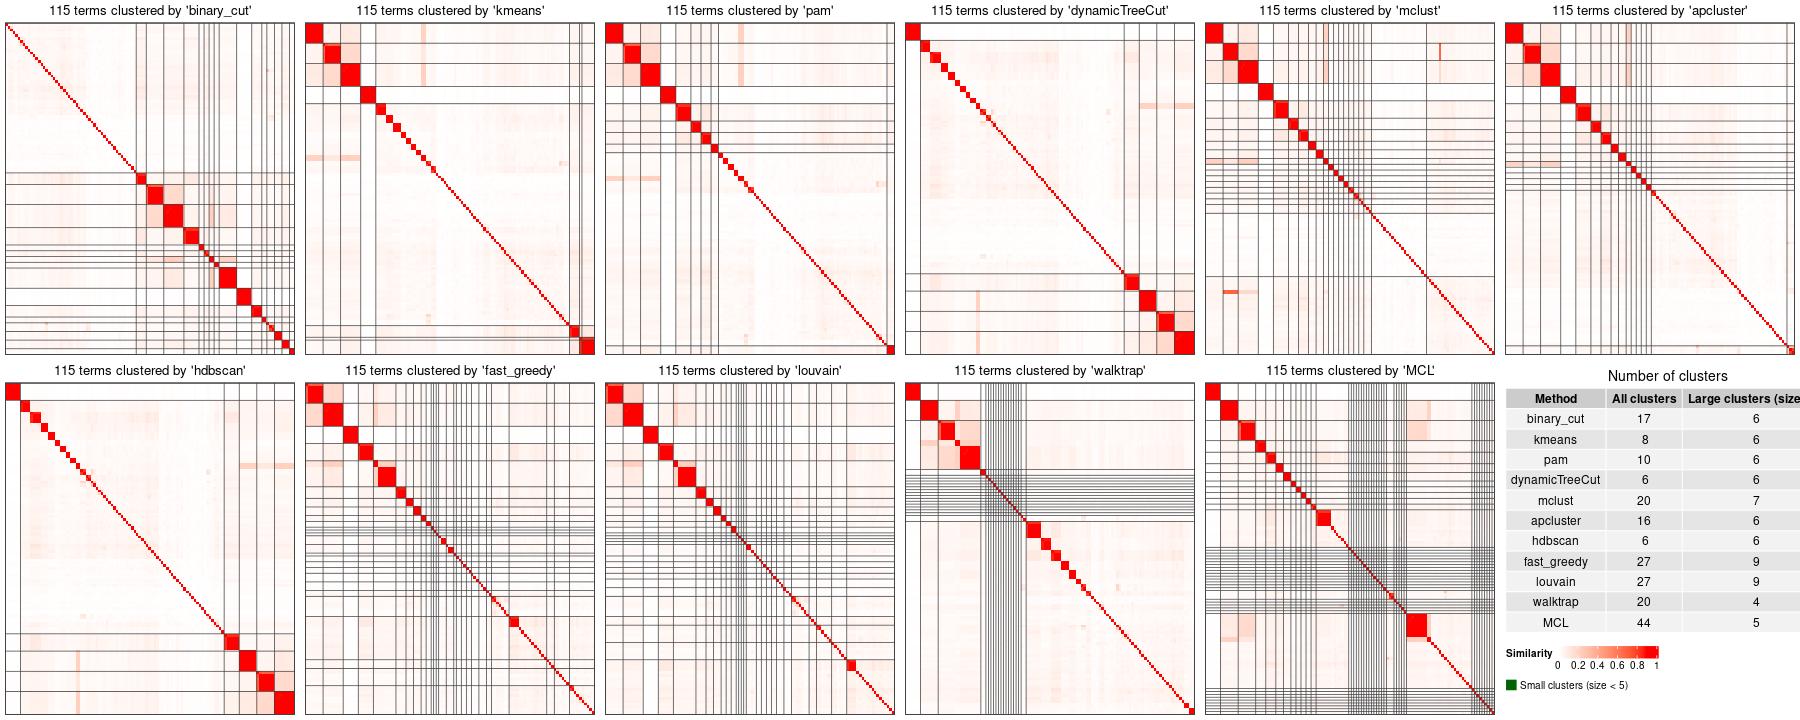 115 terms clustered by 'binary_cut'
115 terms clustered by 'kmeans'
115 terms clustered by 'pam'
115 terms clustered by 'dynamicTreeCut'
115 terms clustered by 'mclust'
115 terms clustered by 'apcluster'
115 terms clustered by 'hdbscan'
115 terms clustered by 'fast_greedy'
115 terms clustered by 'louvain'
115 terms clustered by 'walktrap'
115 terms clustered by 'MCL'
Number of clusters
Method All clusters Large clusters (size
binary_cut 17 6
kmeans 8 6
pam 10 6
dynamicTreeCut 6 6
mclust 20 7
apcluster 16 6
hdbscan 6 6
fast_greedy 27 9
louvain 27 9
walktrap 20 4
MCL 44 5
Similarity
0 0.2 0.4 0.6 0.8 1
Small clusters (size < 5)